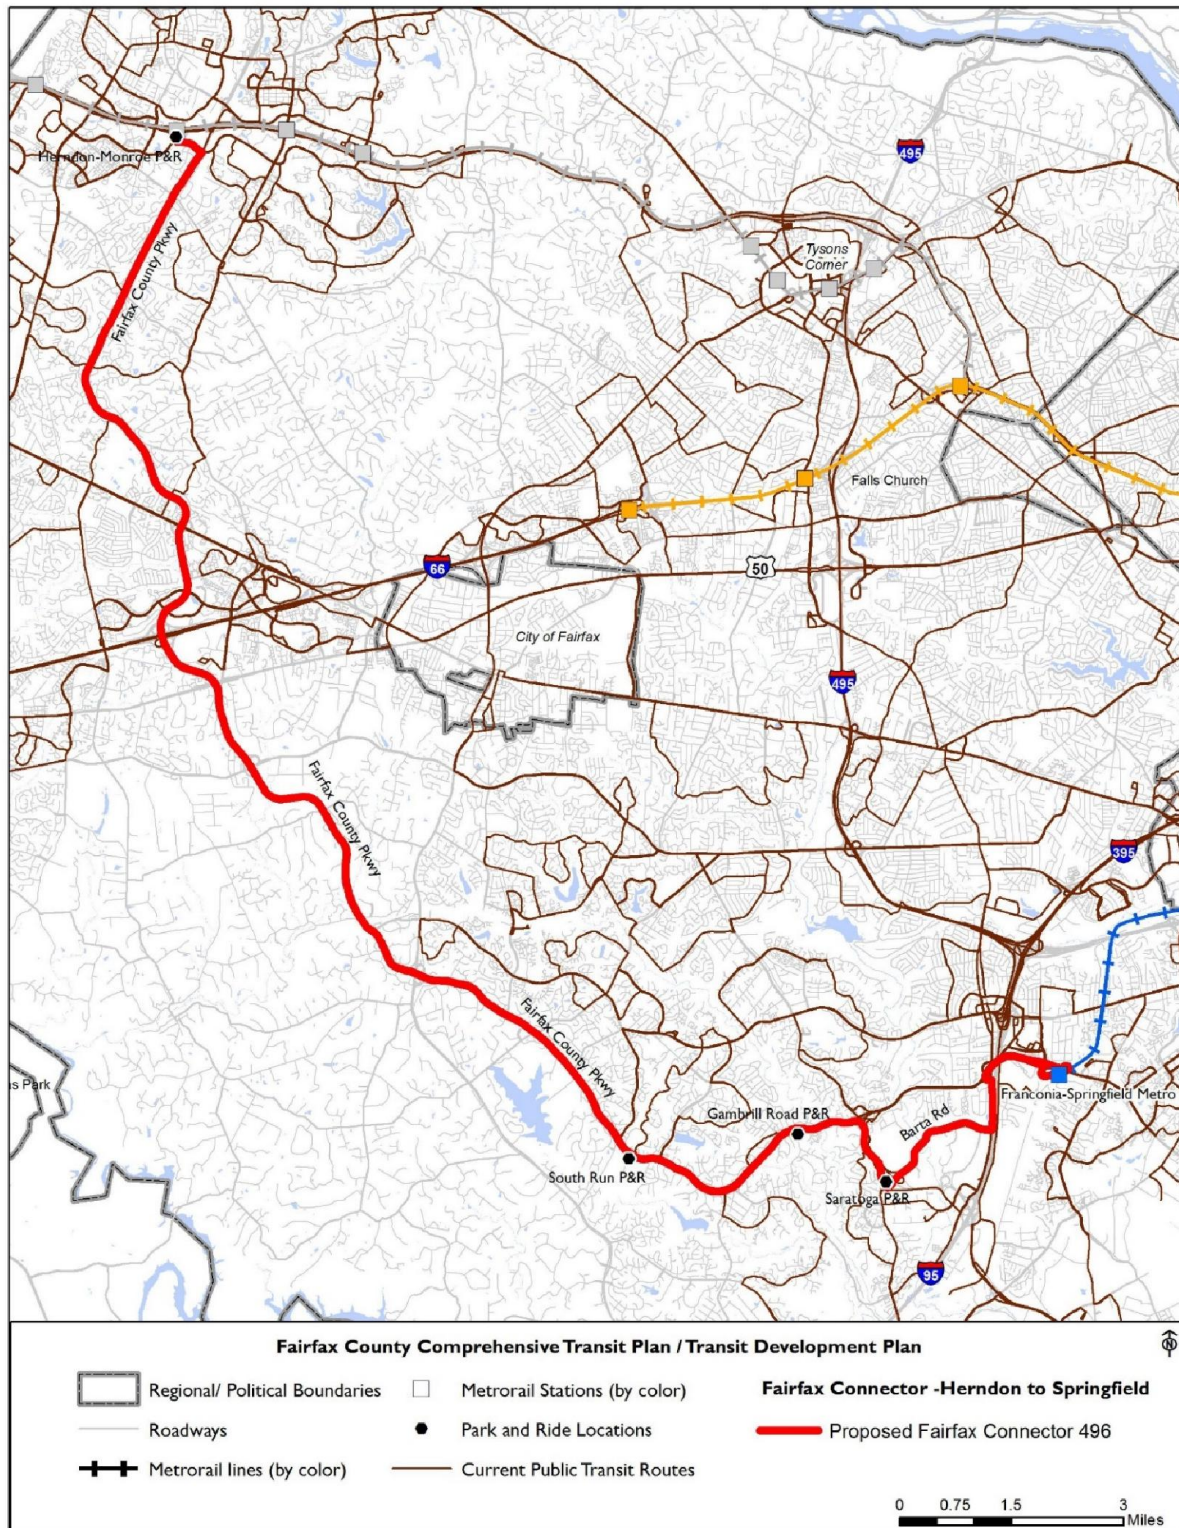 495
Herndon-Monroe P&R
Tysons
Corner
Fairfax County Pkwy
Falls Church
66
50
City of Fairfax
495
Fairfax County Pkwy
395
Fairfax County Pkwy
s Park
Franconia-Springfield Metro
Gambrill Road P&R
Barta Rd
South Run P&R
Saratoga P&R
95
Fairfax County Comprehensive Transit Plan / Transit Development Plan
N
Regional/ Political Boundaries
Metrorail Stations (by color)
Fairfax Connector -Herndon to Springfield
Roadways
Park and Ride Locations
Proposed Fairfax Connector 496
Metrorail lines (by color)
Current Public Transit Routes
0 0.75 1.5 3
Miles